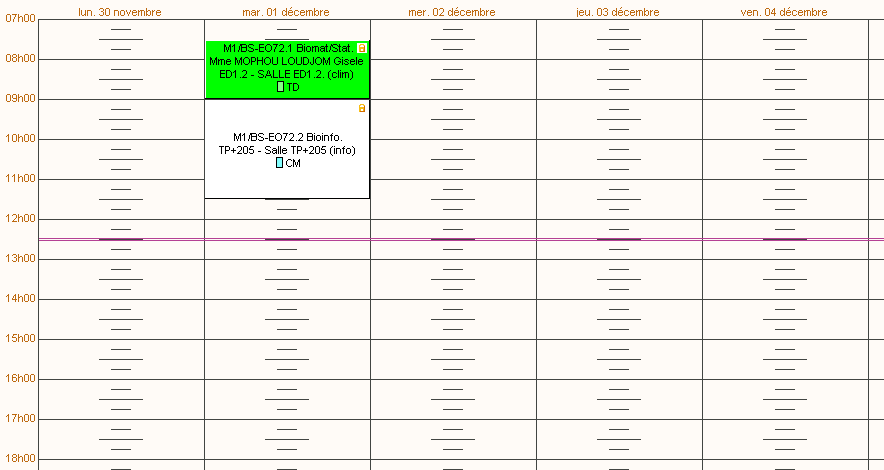 lun. 30 novembre
mar. 01 décembre
mer. 02 décembre
jeu. 03 décembre
ven. 04 décembre
07h00
M1/BS-EO72.1 Biomat/Stat.
08h00
Mme MOPHOU LOUDJOM Gisele
ED1.2 - SALLE ED1.2. (clim)
TD
09h00
10h00
M1/BS-EO72.2 Bioinfo.
TP+205 - Salle TP+205 (info)
CM
11h00
12h00
13h00
14h00
15h00
16h00
17h00
18h00